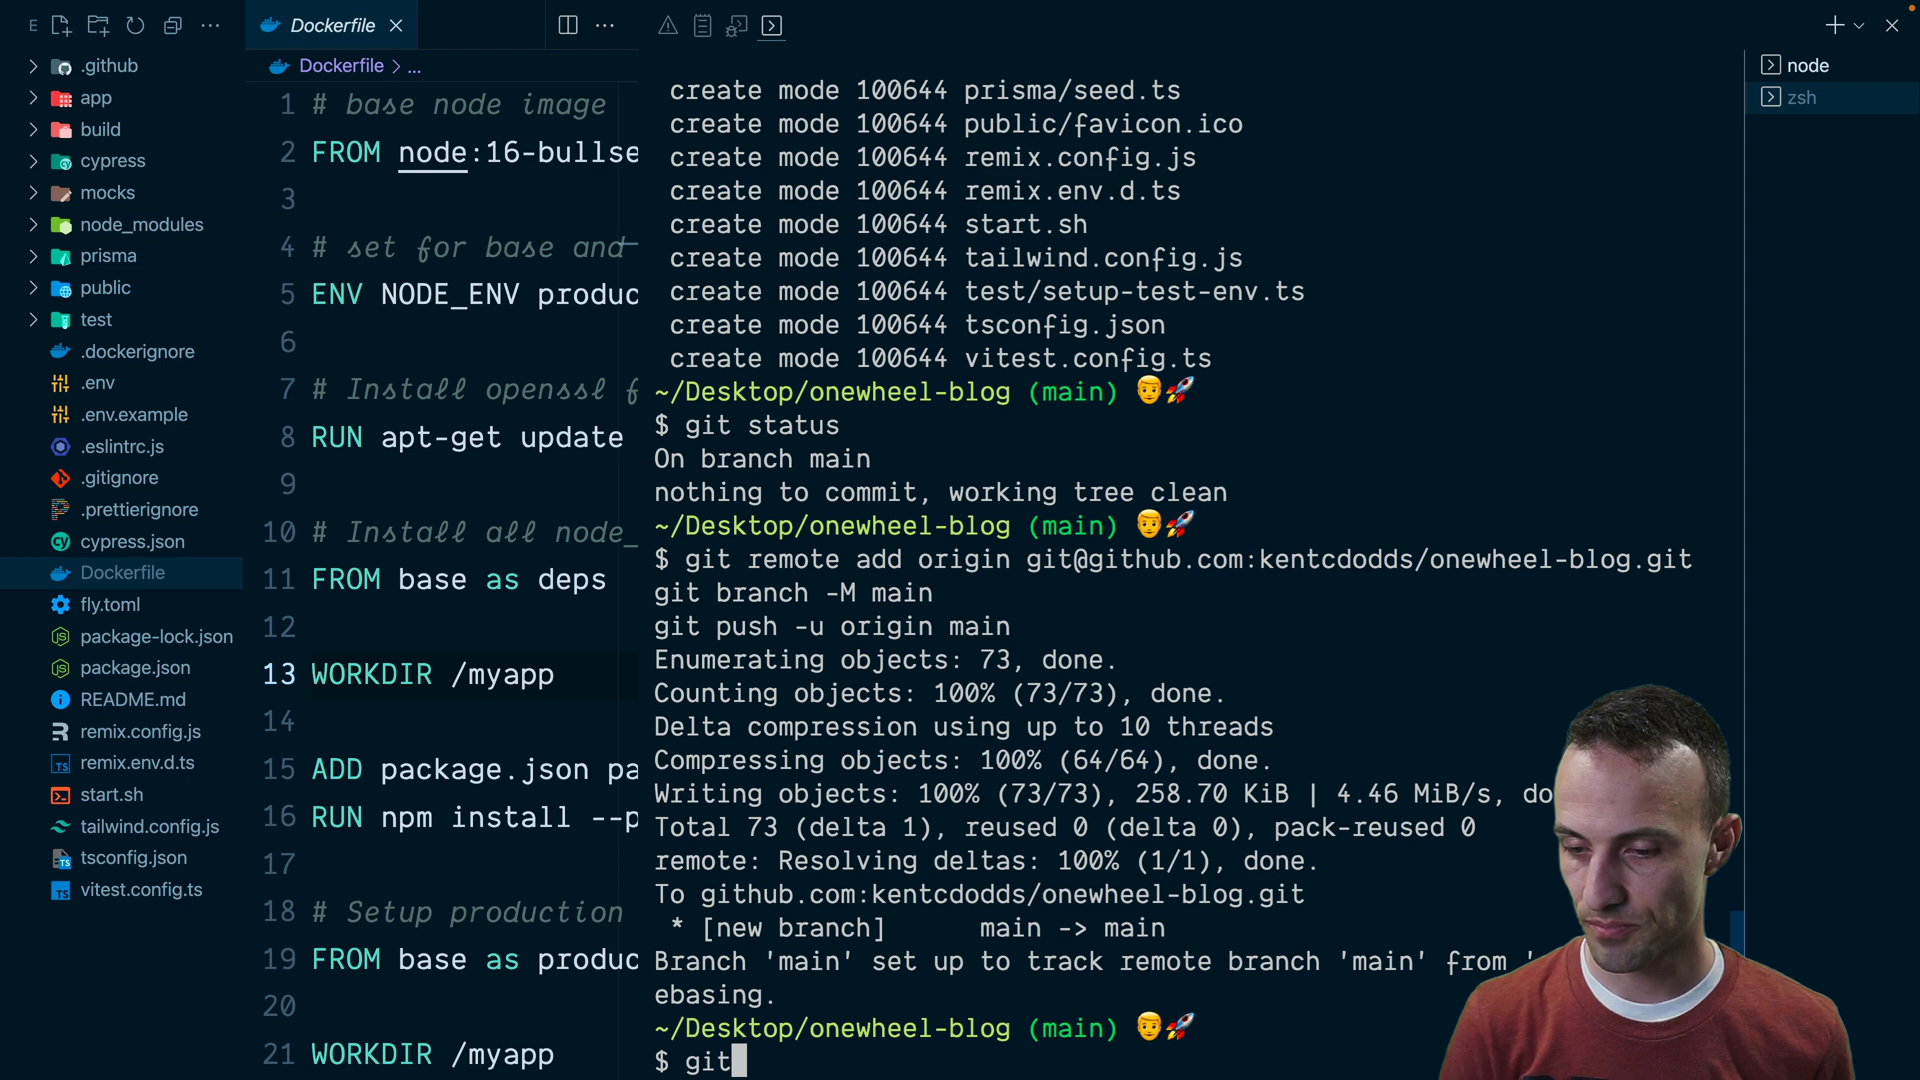 E
.github
app
build
cypress
mocks
node_modules
prisma
public
test
.dockerignore
.env
.env.example
.eslintrc.js
.gitignore
.prettierignore
cypress.json
Dockerfile
fly.toml
package-lock.json
package.json
README.md
remix.config.js
remix.env.d.ts
start.sh
tailwind.config.js
tsconfig.json
vitest.config.ts
Dockerfile
Dockerfile > ...
1 # base node image
2 FROM node:16-bullse
3
4 # set for base and
5 ENV NODE_ENV produc
6
7 # Install openssl f
8 RUN apt-get update
9
10 # Install all node_
11 FROM base as deps
12
13 WORKDIR /myapp
14
15 ADD package.json pa
16 RUN npm install --p
17
18 # Setup production
19 FROM base as produc
20
21 WORKDIR /myapp
create mode 100644 prisma/seed.ts
create mode 100644 public/favicon.ico
create mode 100644 remix.config.js
create mode 100644 remix.env.d.ts
create mode 100644 start.sh
create mode 100644 tailwind.config.js
create mode 100644 test/setup-test-env.ts
create mode 100644 tsconfig.json
create mode 100644 vitest.config.ts
~/Desktop/onewheel-blog (main) 👨🚀
$ git status
On branch main
nothing to commit, working tree clean
~/Desktop/onewheel-blog (main) 👨🚀
$ git remote add origin git@github.com:kentcdodds/onewheel-blog.git
git branch -M main
git push -u origin main
Enumerating objects: 73, done.
Counting objects: 100% (73/73), done.
Delta compression using up to 10 threads
Compressing objects: 100% (64/64), done.
Writing objects: 100% (73/73), 258.70 KiB | 4.46 MiB/s, do
Total 73 (delta 1), reused 0 (delta 0), pack-reused 0
remote: Resolving deltas: 100% (1/1), done.
To github.com:kentcdodds/onewheel-blog.git
* [new branch] main -> main
Branch 'main' set up to track remote branch 'main' from '
ebasing.
~/Desktop/onewheel-blog (main) 👨🚀
$ git
node
zsh